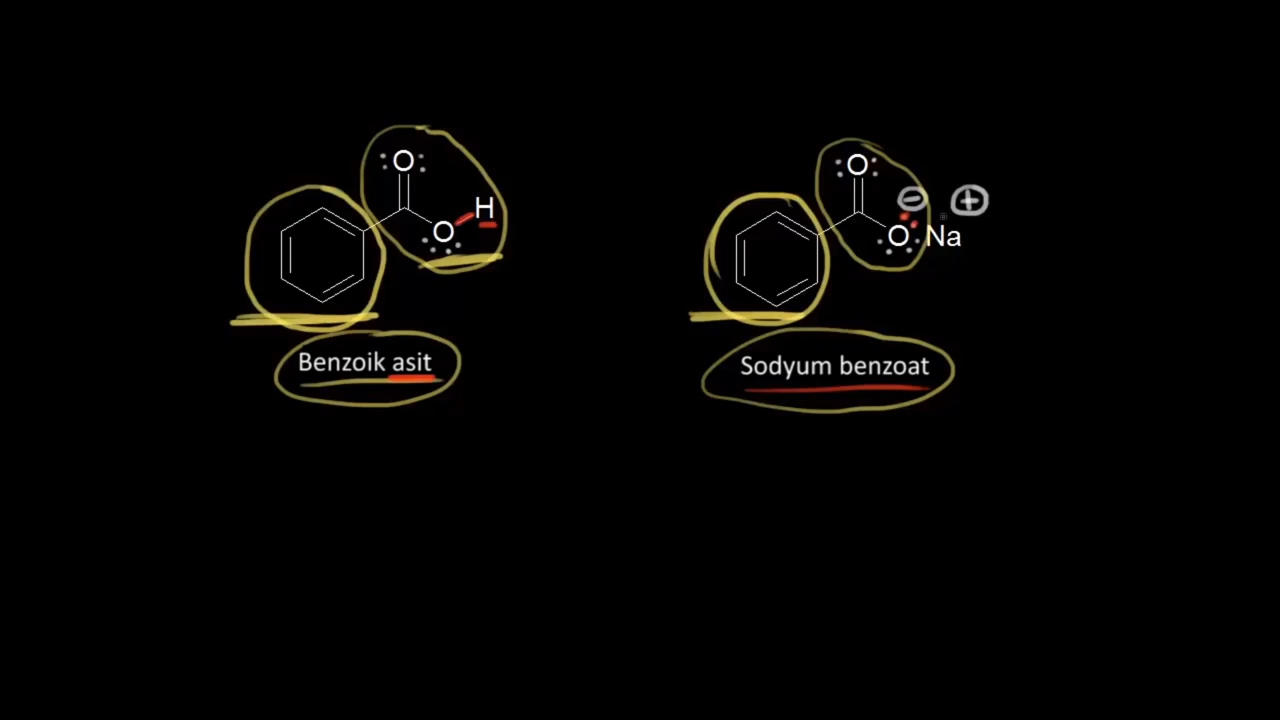 O
H
O
Benzoik asit
O
⊖ ⊕
O Na
Sodyum benzoat